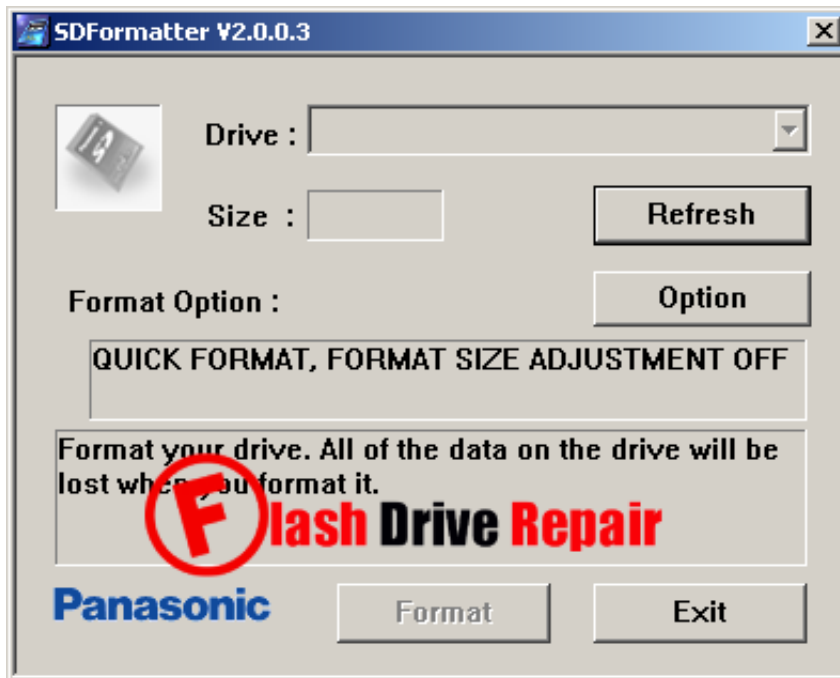 SDFormatter V2.0.0.3
Drive :
Size :
Refresh
Format Option :
Option
QUICK FORMAT, FORMAT SIZE ADJUSTMENT OFF
Format your drive. All of the data on the drive will be
lost when you format it.
Flash Drive Repair
Panasonic
Format
Exit